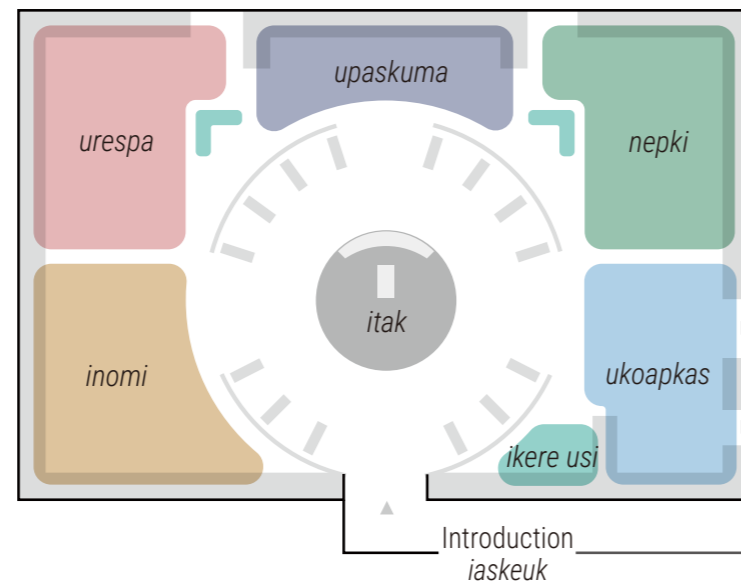 upaskuma
urespa
nepki
itak
inomi
ukoapkas
ikere usi
Introduction
iaskeuk